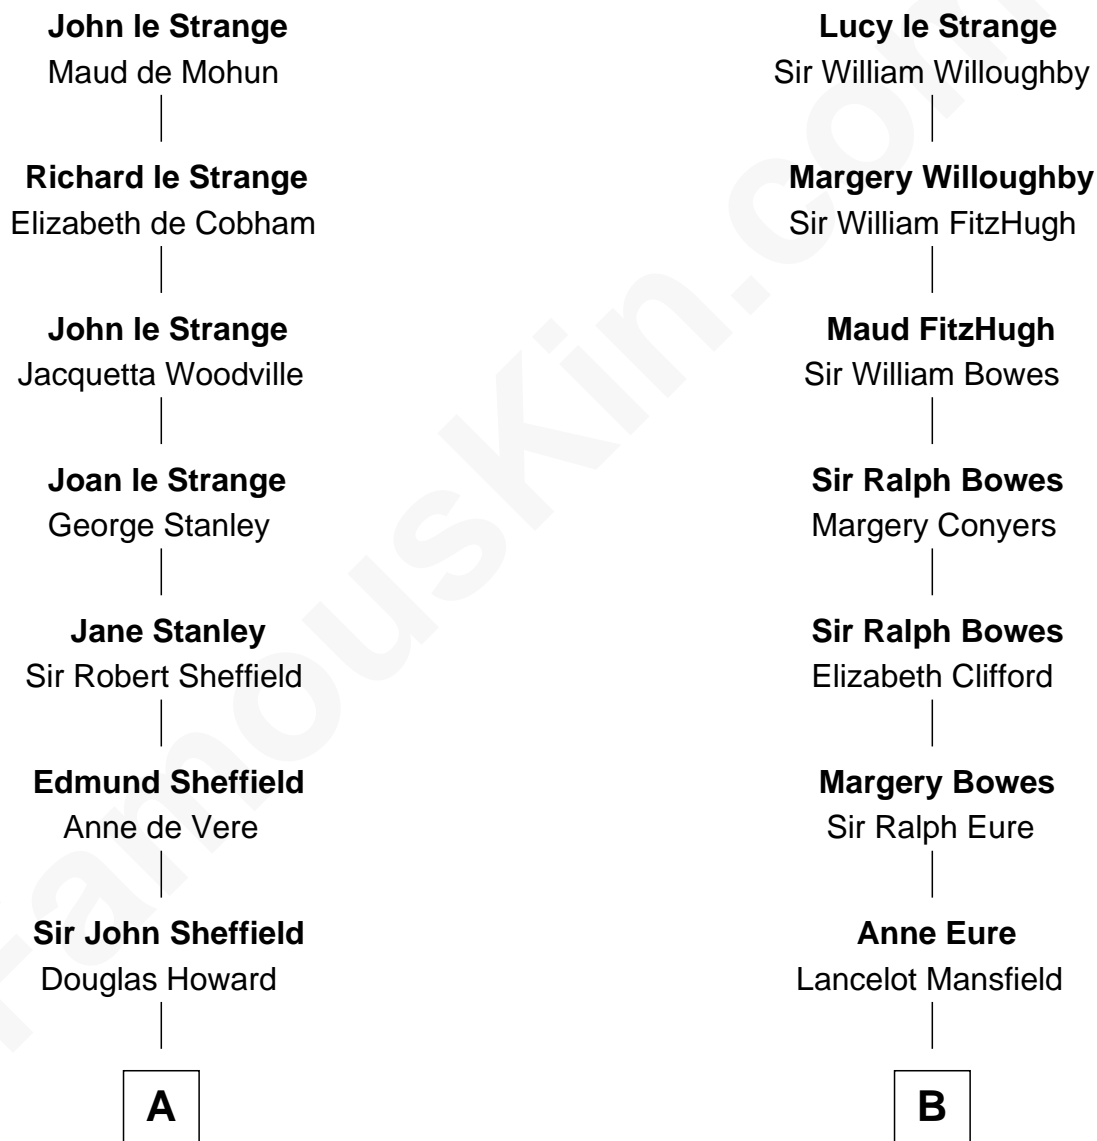 John le Strange
Maud de Mohun
Richard le Strange
Elizabeth de Cobham
John le Strange
Jacquetta Woodville
Joan le Strange
George Stanley
Jane Stanley
Sir Robert Sheffield
Edmund Sheffield
Anne de Vere
Sir John Sheffield
Douglas Howard
A
Lucy le Strange
Sir William Willoughby
Margery Willoughby
Sir William FitzHugh
Maud FitzHugh
Sir William Bowes
Sir Ralph Bowes
Margery Conyers
Sir Ralph Bowes
Elizabeth Clifford
Margery Bowes
Sir Ralph Eure
Anne Eure
Lancelot Mansfield
B
FamousKin.com